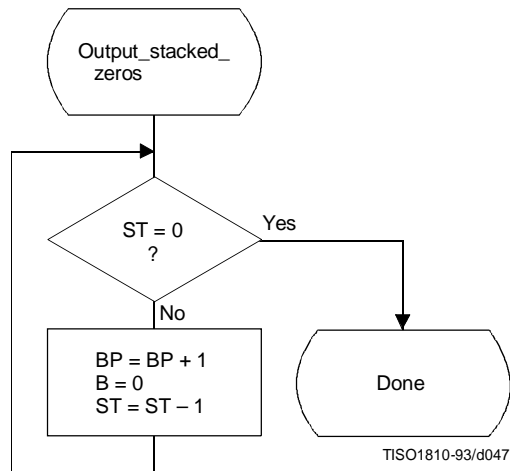 Output_stacked_
zeros
ST = 0
?
Yes
No
BP = BP + 1
B = 0
ST = ST – 1
Done
TISO1810-93/d047